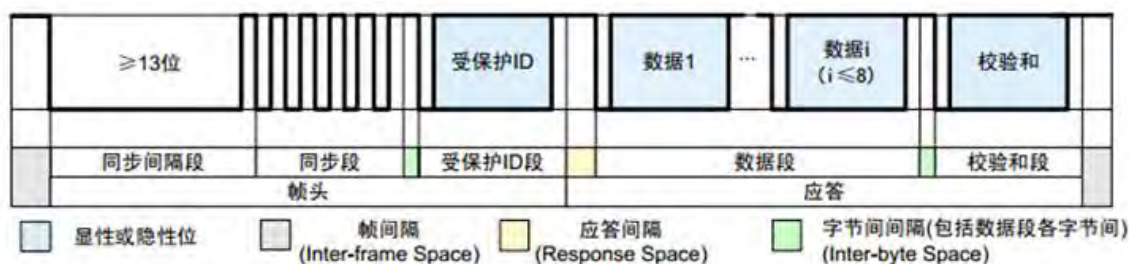 ≥13位
受保护ID
数据1
...
数据i
(i≤8)
校验和
同步间隔段
同步段
受保护ID段
数据段
校验和段
帧头
应答
显性或隐性位
帧间隔
(Inter-frame Space)
应答间隔
(Response Space)
字节间间隔(包括数据段各字节间)
(Inter-byte Space)